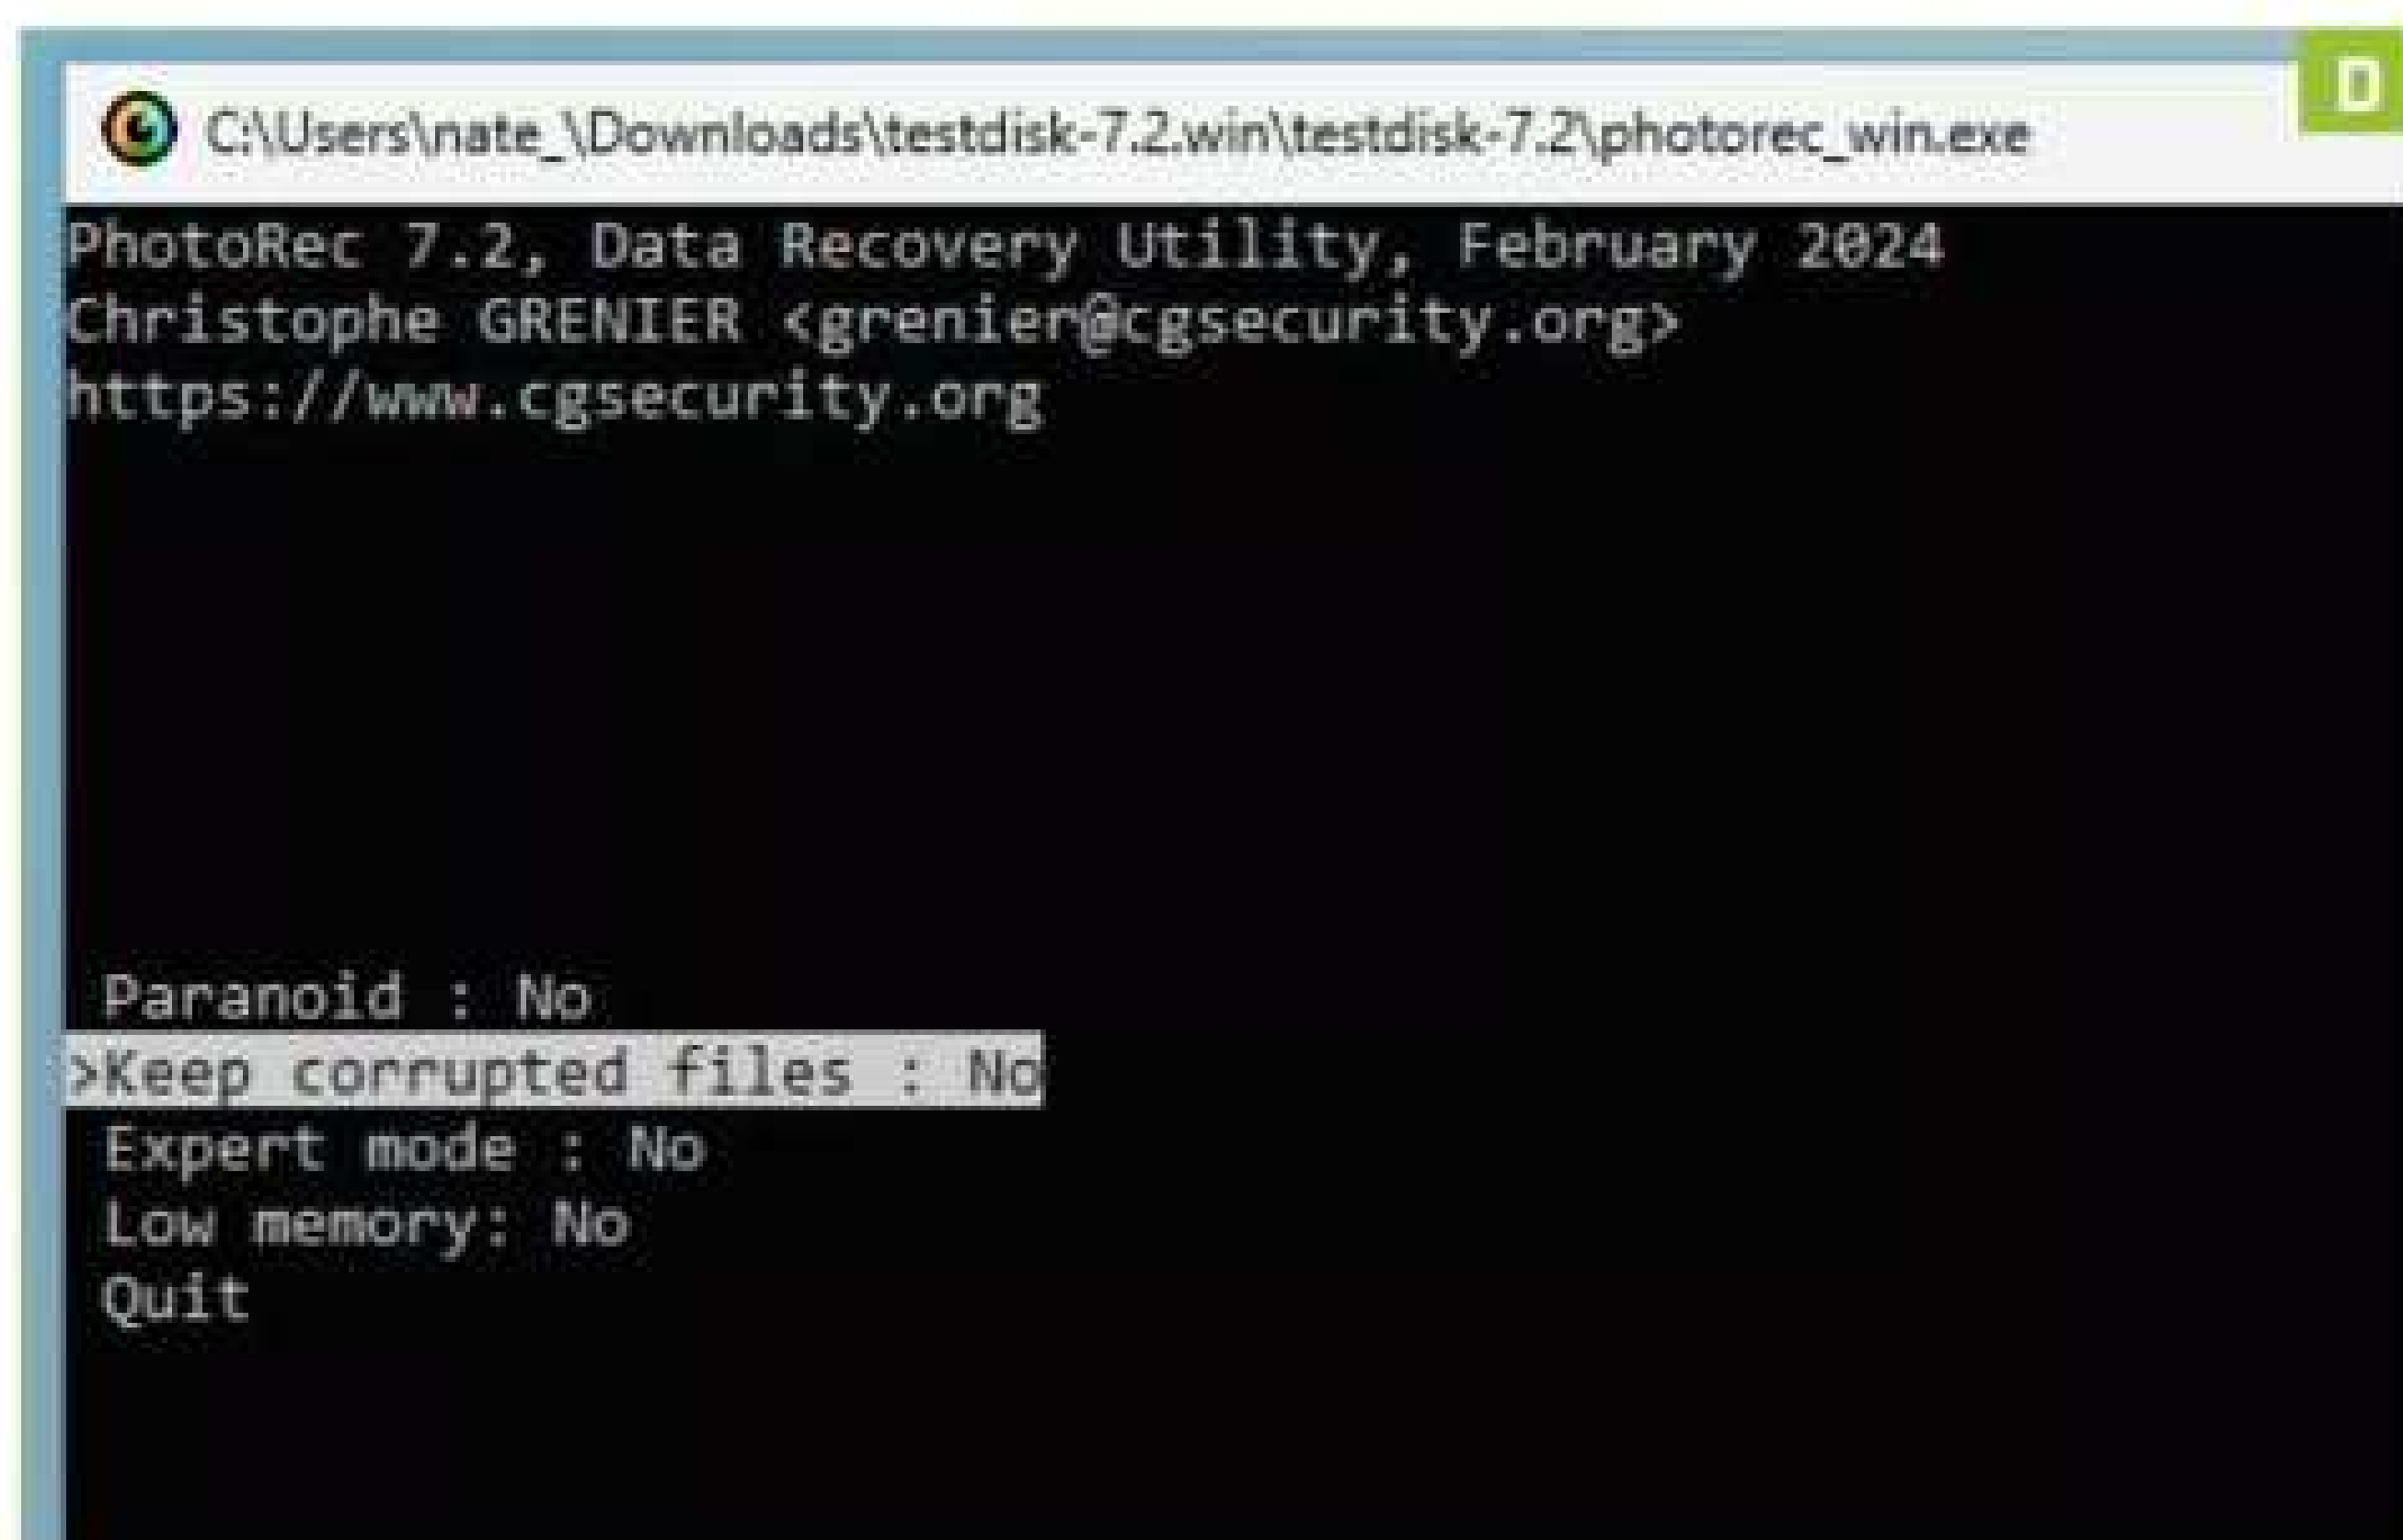 D
C:\Users\nate_\Downloads\testdisk-7.2.win\testdisk-7.2\photorec_win.exe
PhotoRec 7.2, Data Recovery Utility, February 2024
Christophe GRENIER <grenier@cgsecurity.org>
https://www.cgsecurity.org
Paranoid : No
>Keep corrupted files : No
Expert mode : No
Low memory: No
Quit